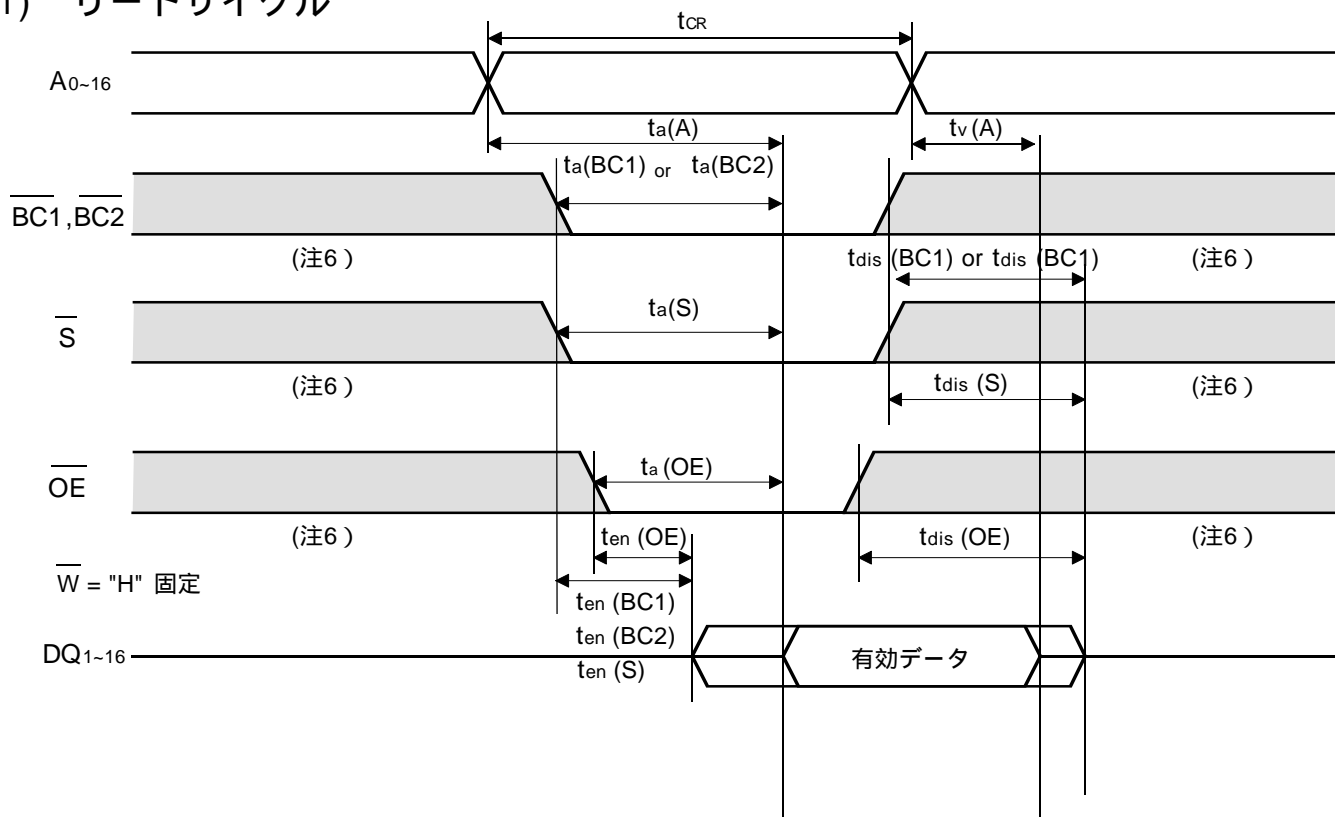 1) リードサイクル
tCR
A0~16
ta(A)
tv (A)
ta(BC1) or ta(BC2)
BC1,BC2
(注6)
tdis (BC1) or tdis (BC1)
(注6)
ta(S)
S
(注6)
tdis (S)
(注6)
ta (OE)
OE
(注6)
ten (OE)
tdis (OE)
(注6)
W = "H" 固定
ten (BC1)
ten (BC2)
DQ1~16
有効データ
ten (S)